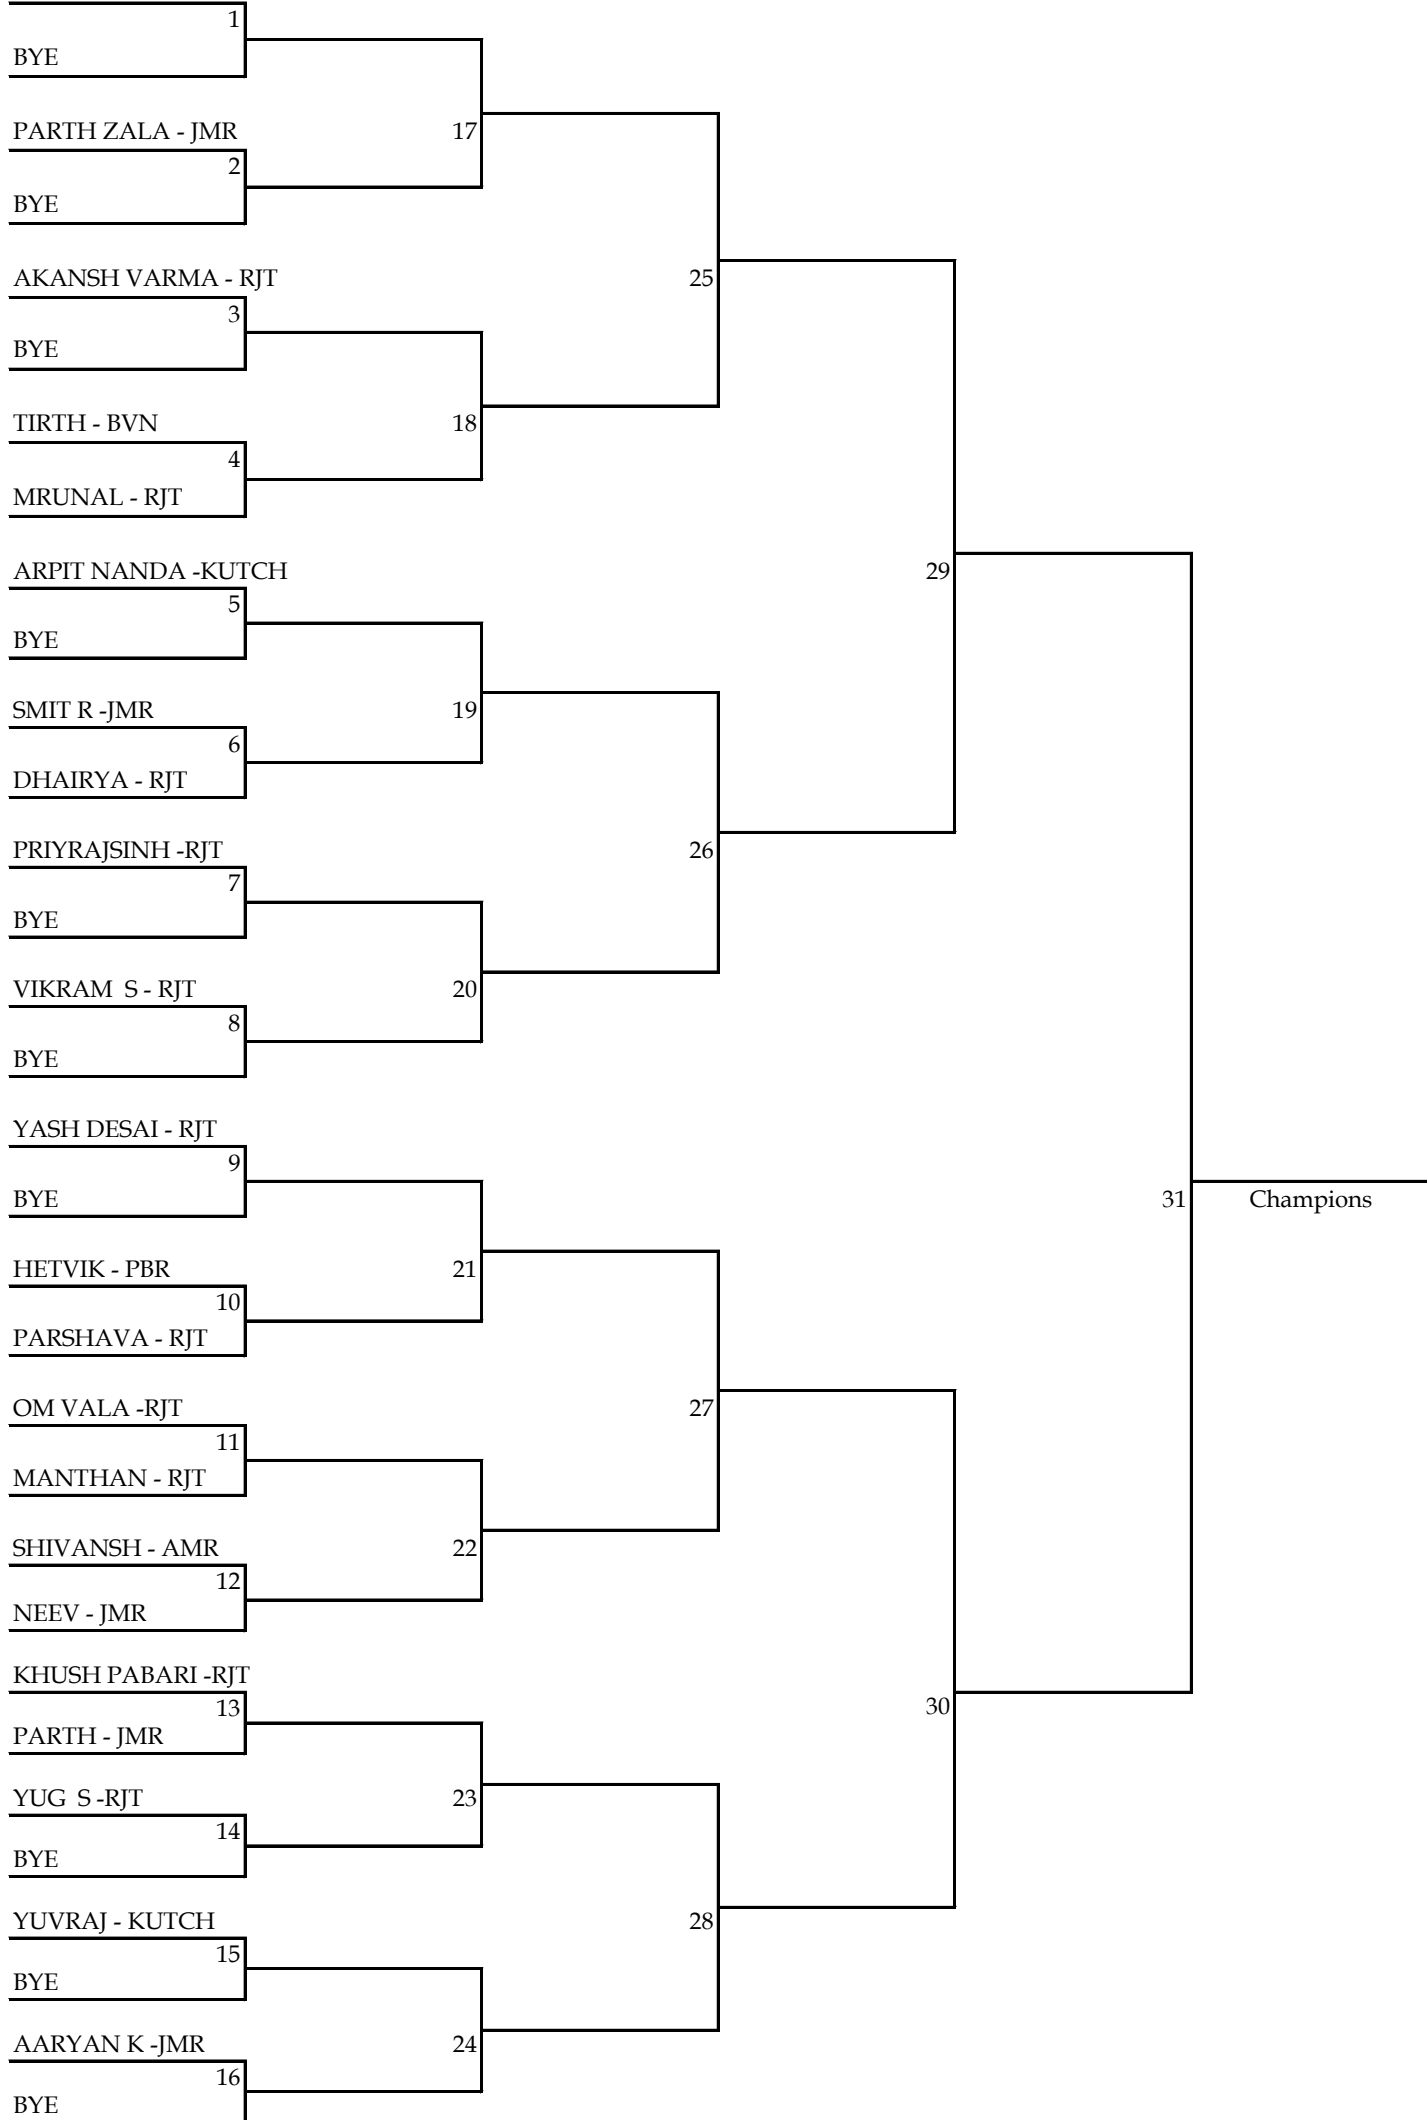 1
BYE
PARTH ZALA - JMR
17
2
BYE
AKANSH VARMA - RJT
25
3
BYE
TIRTH - BVN
18
4
MRUNAL - RJT
ARPIT NANDA -KUTCH
29
5
BYE
SMIT R -JMR
19
6
DHAIRYA - RJT
PRIYRAJSINH -RJT
26
7
BYE
VIKRAM  S - RJT
20
8
BYE
YASH DESAI - RJT
9
BYE
31
Champions
HETVIK - PBR
21
10
PARSHAVA - RJT
OM VALA -RJT
27
11
MANTHAN - RJT
SHIVANSH - AMR
22
12
NEEV - JMR
KHUSH PABARI -RJT
13
30
PARTH - JMR
YUG  S -RJT
23
14
BYE
YUVRAJ - KUTCH
28
15
BYE
AARYAN K -JMR
24
16
BYE